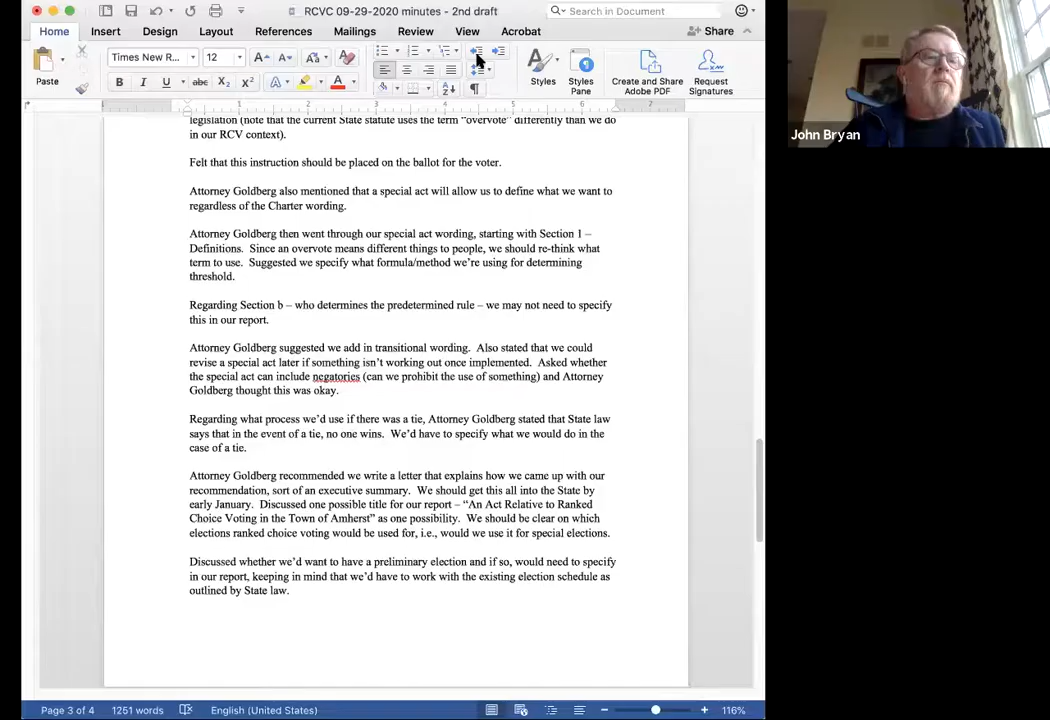 RCVC 09-29-2020 minutes - 2nd draft
Search in Document
Home Insert Design Layout References Mailings Review View Acrobat
Share
Paste
Times New R...
12
Aa
B I U abc X2 X2 A A
Styles
Styles Pane
Create and Share Adobe PDF
Request Signatures
1 2 3 4 5 6 7
legislation (note that the current State statute uses the term “overvote” differently than we do
in our RCV context).
Felt that this instruction should be placed on the ballot for the voter.
Attorney Goldberg also mentioned that a special act will allow us to define what we want to
regardless of the Charter wording.
Attorney Goldberg then went through our special act wording, starting with Section 1 –
Definitions. Since an overvote means different things to people, we should re-think what
term to use. Suggested we specify what formula/method we’re using for determining
threshold.
Regarding Section b – who determines the predetermined rule – we may not need to specify
this in our report.
Attorney Goldberg suggested we add in transitional wording. Also stated that we could
revise a special act later if something isn’t working out once implemented. Asked whether
the special act can include negatories (can we prohibit the use of something) and Attorney
Goldberg thought this was okay.
Regarding what process we’d use if there was a tie, Attorney Goldberg stated that State law
says that in the event of a tie, no one wins. We’d have to specify what we would do in the
case of a tie.
Attorney Goldberg recommended we write a letter that explains how we came up with our
recommendation, sort of an executive summary. We should get this all into the State by
early January. Discussed one possible title for our report – “An Act Relative to Ranked
Choice Voting in the Town of Amherst” as one possibility. We should be clear on which
elections ranked choice voting would be used for, i.e., would we use it for special elections.
Discussed whether we’d want to have a preliminary election and if so, would need to specify
in our report, keeping in mind that we’d have to work with the existing election schedule as
outlined by State law.
Page 3 of 4 1251 words English (United States) 116%
John Bryan